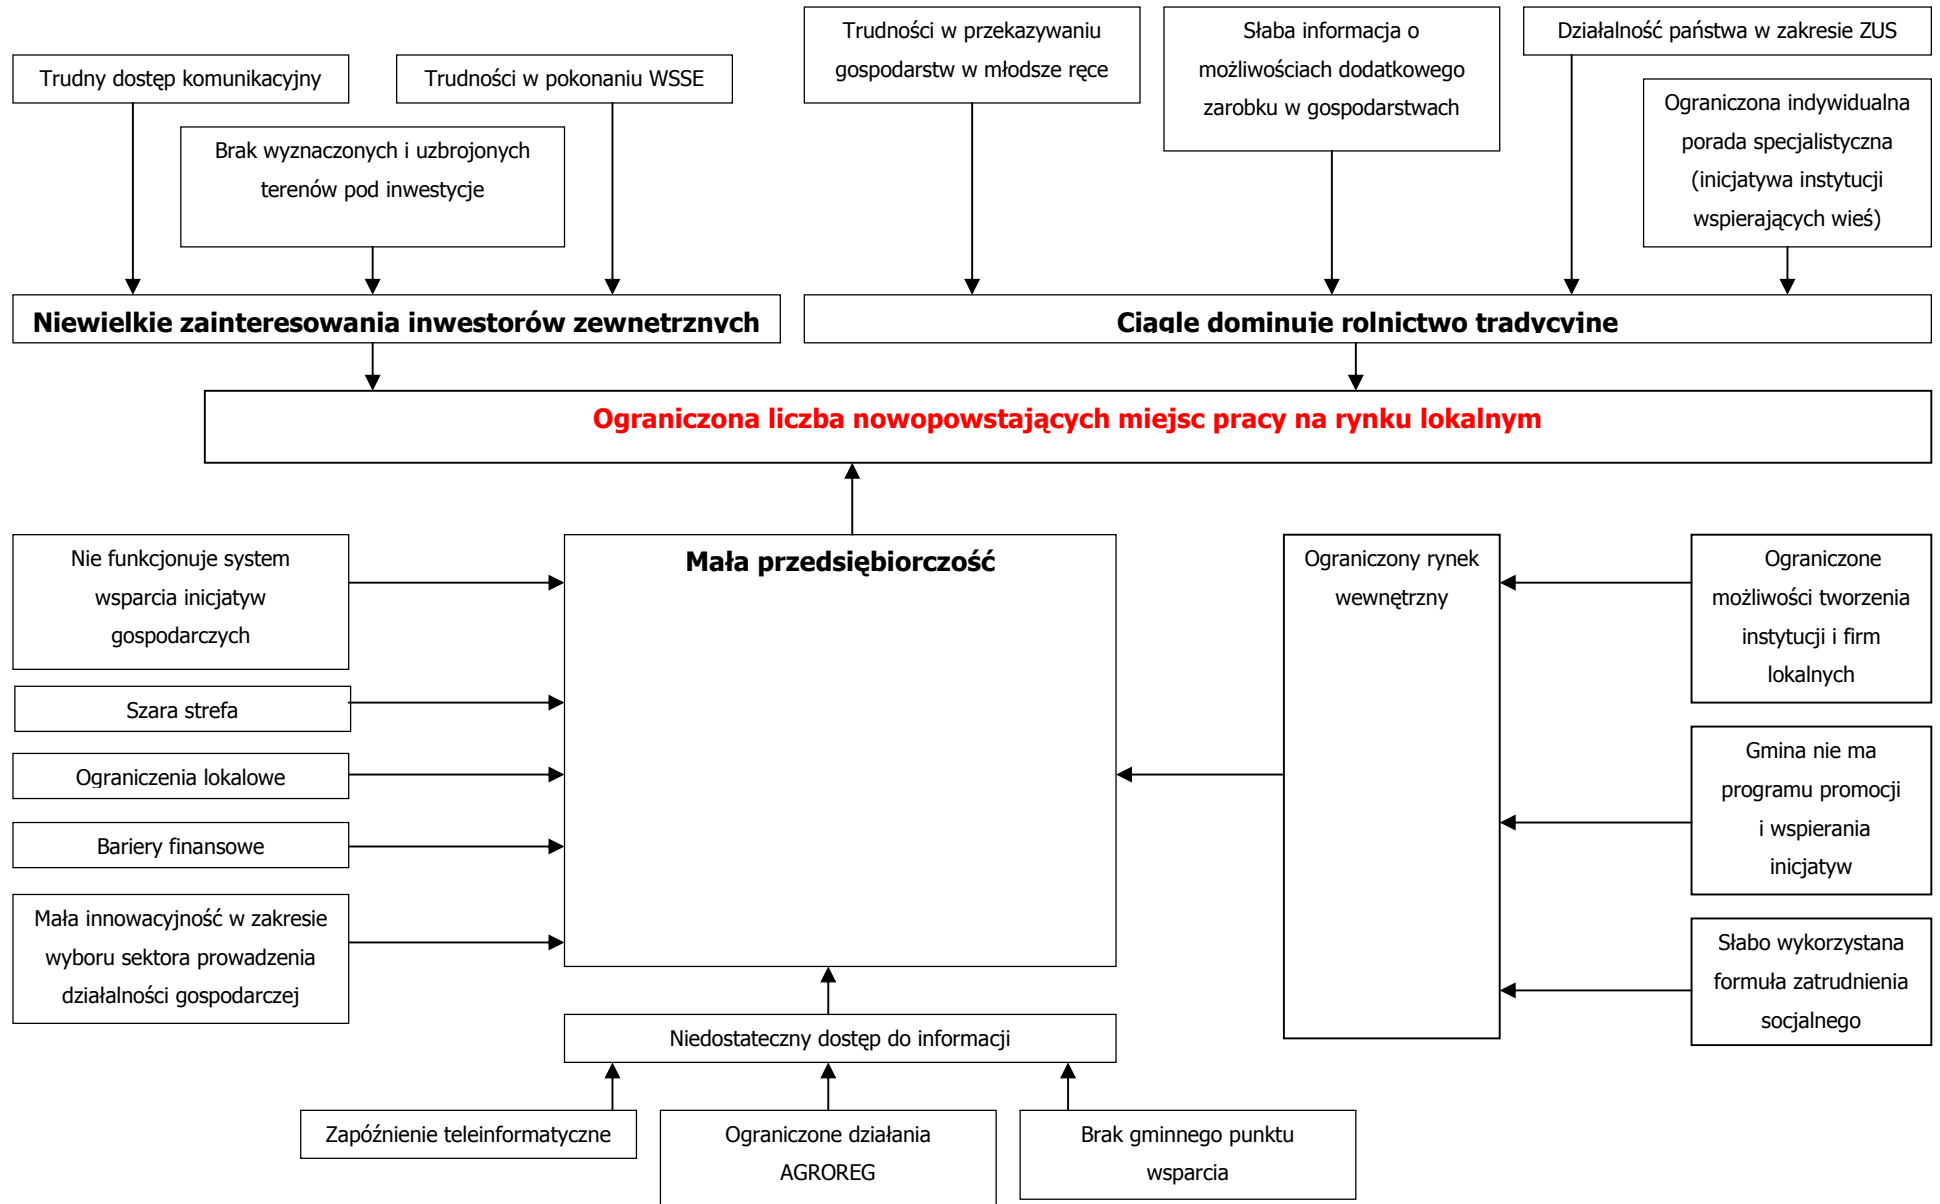 Trudny dostęp komunikacyjny
Trudności w pokonaniu WSSE
Brak wyznaczonych i uzbrojonych
terenów pod inwestycje
Trudności w przekazywaniu
gospodarstw w młodsze ręce
Słaba informacja o
możliwościach dodatkowego
zarobku w gospodarstwach
Działalność państwa w zakresie ZUS
Ograniczona indywidualna
porada specjalistyczna
(inicjatywa instytucji
wspierających wieś)
Niewielkie zainteresowania inwestorów zewnetrznych
Ciągle dominuje rolnictwo tradycyjne
Ograniczona liczba nowopowstających miejsc pracy na rynku lokalnym
Nie funkcjonuje system
wsparcia inicjatyw
gospodarczych
Szara strefa
Ograniczenia lokalowe
Bariery finansowe
Mała innowacyjność w zakresie
wyboru sektora prowadzenia
działalności gospodarczej
Mała przedsiębiorczość
Ograniczony rynek
wewnętrzny
Ograniczone
możliwości tworzenia
instytucji i firm
lokalnych
Gmina nie ma
programu promocji
i wspierania
inicjatyw
Słabo wykorzystana
formuła zatrudnienia
socjalnego
Niedostateczny dostęp do informacji
Zapóźnienie teleinformatyczne
Ograniczone działania
AGROREG
Brak gminnego punktu
wsparcia